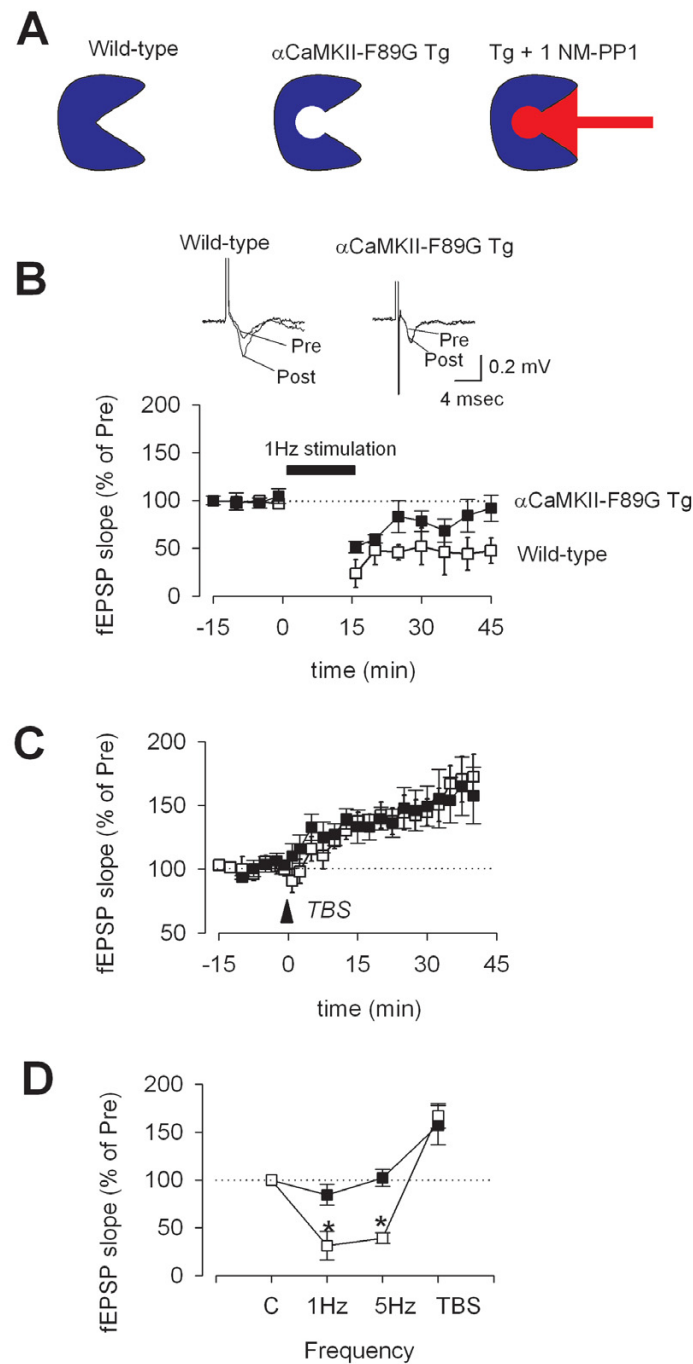 A
Wild-type
αCaMKII-F89G Tg
Tg + 1 NM-PP1
B
Wild-type
αCaMKII-F89G Tg
Pre
Post
Pre
Post
0.2 mV
4 msec
fEPSP slope (% of Pre)
200
150
100
50
0
1Hz stimulation
αCaMKII-F89G Tg
Wild-type
-15
0
15
30
45
time (min)
C
fEPSP slope (% of Pre)
200
150
100
50
TBS
-15
0
15
30
45
time (min)
D
fEPSP slope (% of Pre)
200
150
100
50
0
*
*
C
1Hz
5Hz
TBS
Frequency